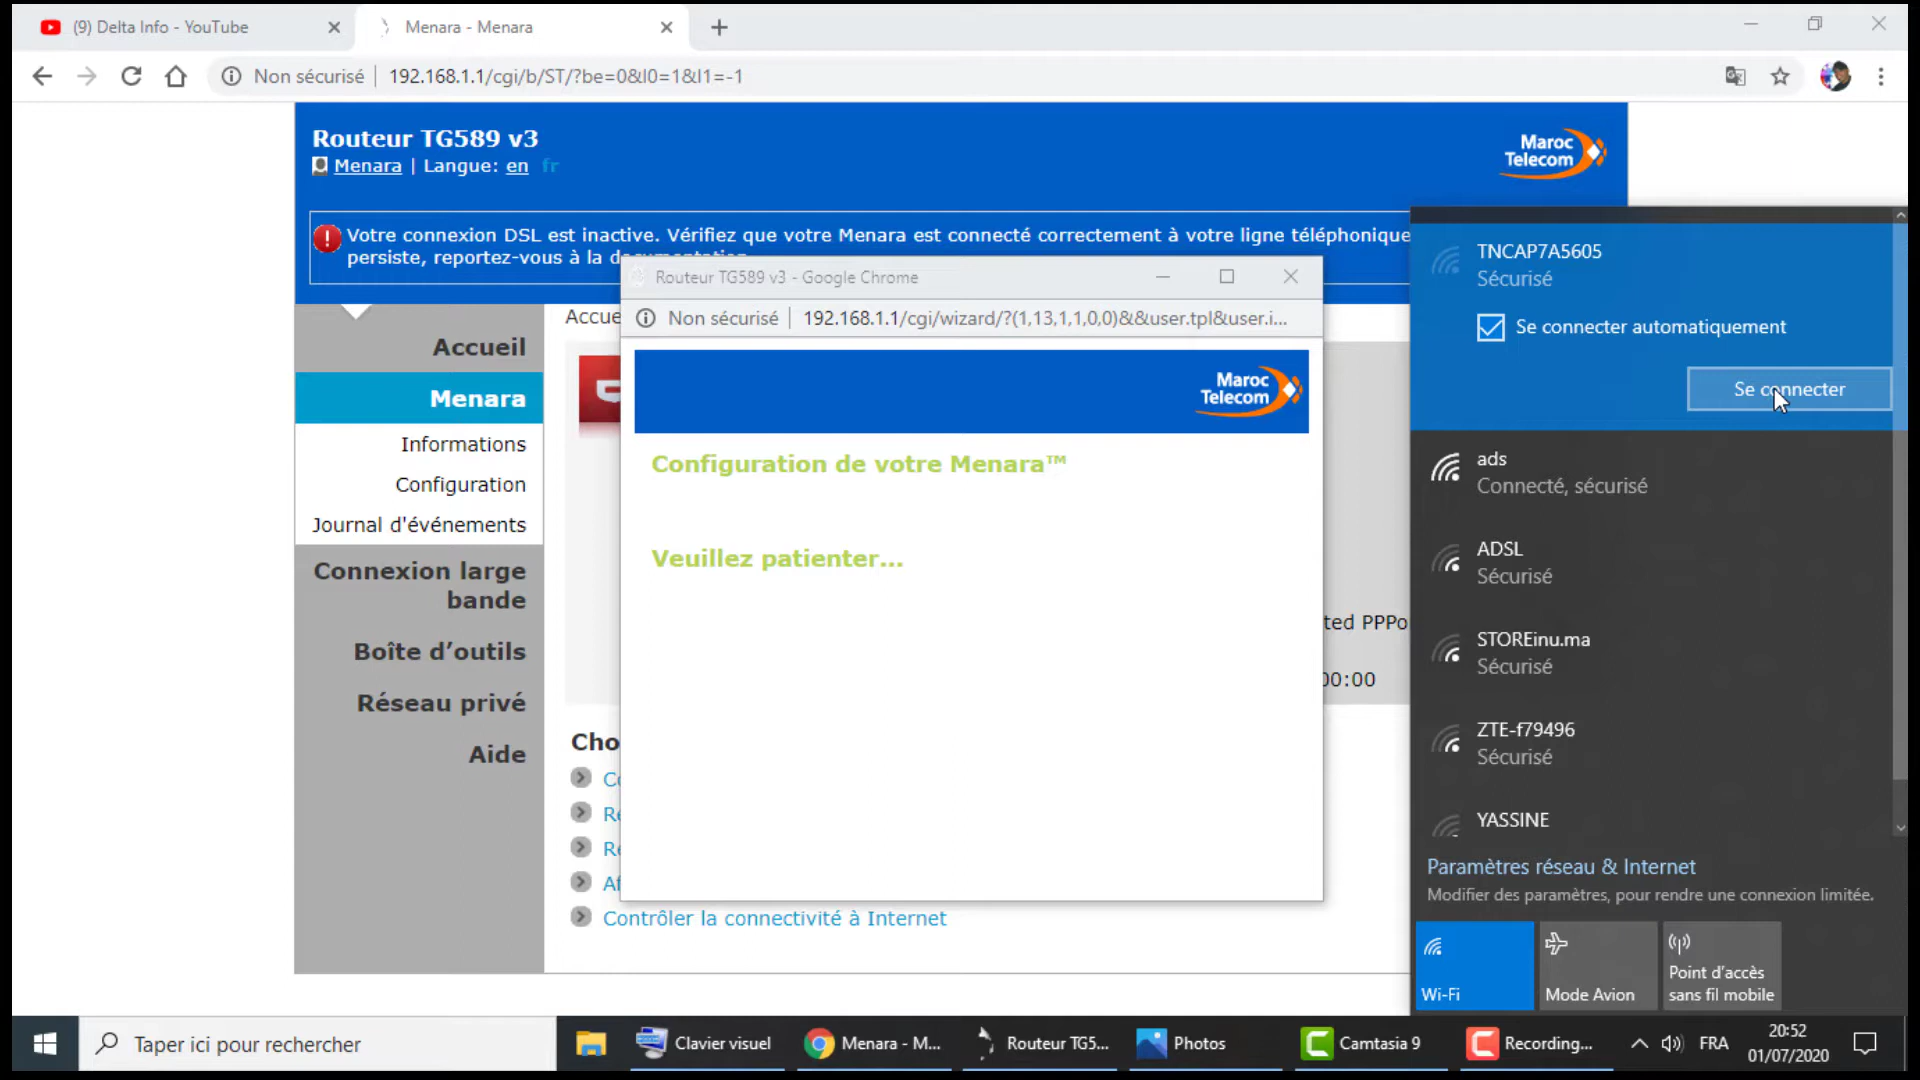 (9) Delta Info - YouTube
Menara - Menara
Non sécurisé
192.168.1.1/cgi/b/ST/?be=0&l0=1&l1=-1
Routeur TG589 v3
Menara | Langue: en fr
Maroc
Telecom
Votre connexion DSL est inactive. Vérifiez que votre Menara est connecté correctement à votre ligne téléphonique
persiste, reportez-vous à la documentation
Accueil
Menara
Informations
Configuration
Journal d'événements
Connexion large
bande
Boîte d’outils
Réseau privé
Aide
Accue
ted PPPo
00:00
Cho
Contrôler la connectivité à Internet
Routeur TG589 v3 - Google Chrome
Non sécurisé
192.168.1.1/cgi/wizard/?(1,13,1,1,0,0)&&user.tpl&user.i...
Maroc
Telecom
Configuration de votre Menara™
Veuillez patienter...
TNCAP7A5605
Sécurisé
Se connecter automatiquement
Se connecter
ads
Connecté, sécurisé
ADSL
Sécurisé
STOREinu.ma
Sécurisé
ZTE-f79496
Sécurisé
YASSINE
Paramètres réseau & Internet
Modifier des paramètres, pour rendre une connexion limitée.
Wi-Fi
Mode Avion
Point d'accès
sans fil mobile
Taper ici pour rechercher
Clavier visuel
Menara - M...
Routeur TG5...
Photos
Camtasia 9
Recording...
FRA
20:52
01/07/2020